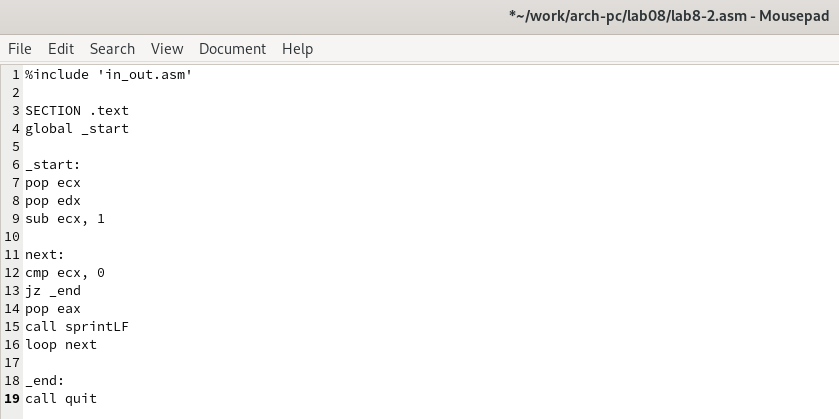 *~/work/arch-pc/lab08/lab8-2.asm - Mousepad
File Edit Search View Document Help
1 %include 'in_out.asm'
2
3 SECTION .text
4 global _start
5
6 _start:
7 pop ecx
8 pop edx
9 sub ecx, 1
10
11 next:
12 cmp ecx, 0
13 jz _end
14 pop eax
15 call sprintLF
16 loop next
17
18 _end:
19 call quit